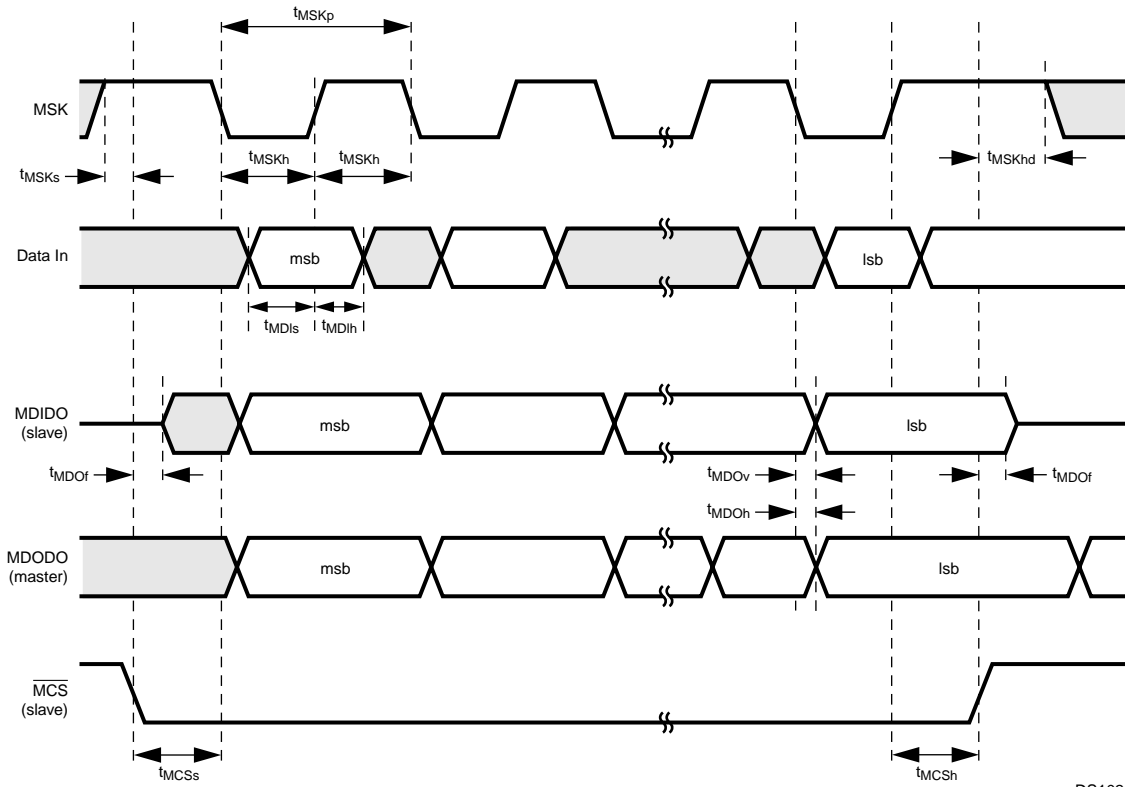 tMSKp
MSK
tMSKh
tMSKh
tMSKs
tMSKhd
Data In
msb
lsb
tMDIs
tMDIh
MDIDO
(slave)
msb
lsb
tMDOf
tMDOv
tMDOf
tMDOh
MDODO
(master)
msb
lsb
MCS
(slave)
tMCSs
tMCSh